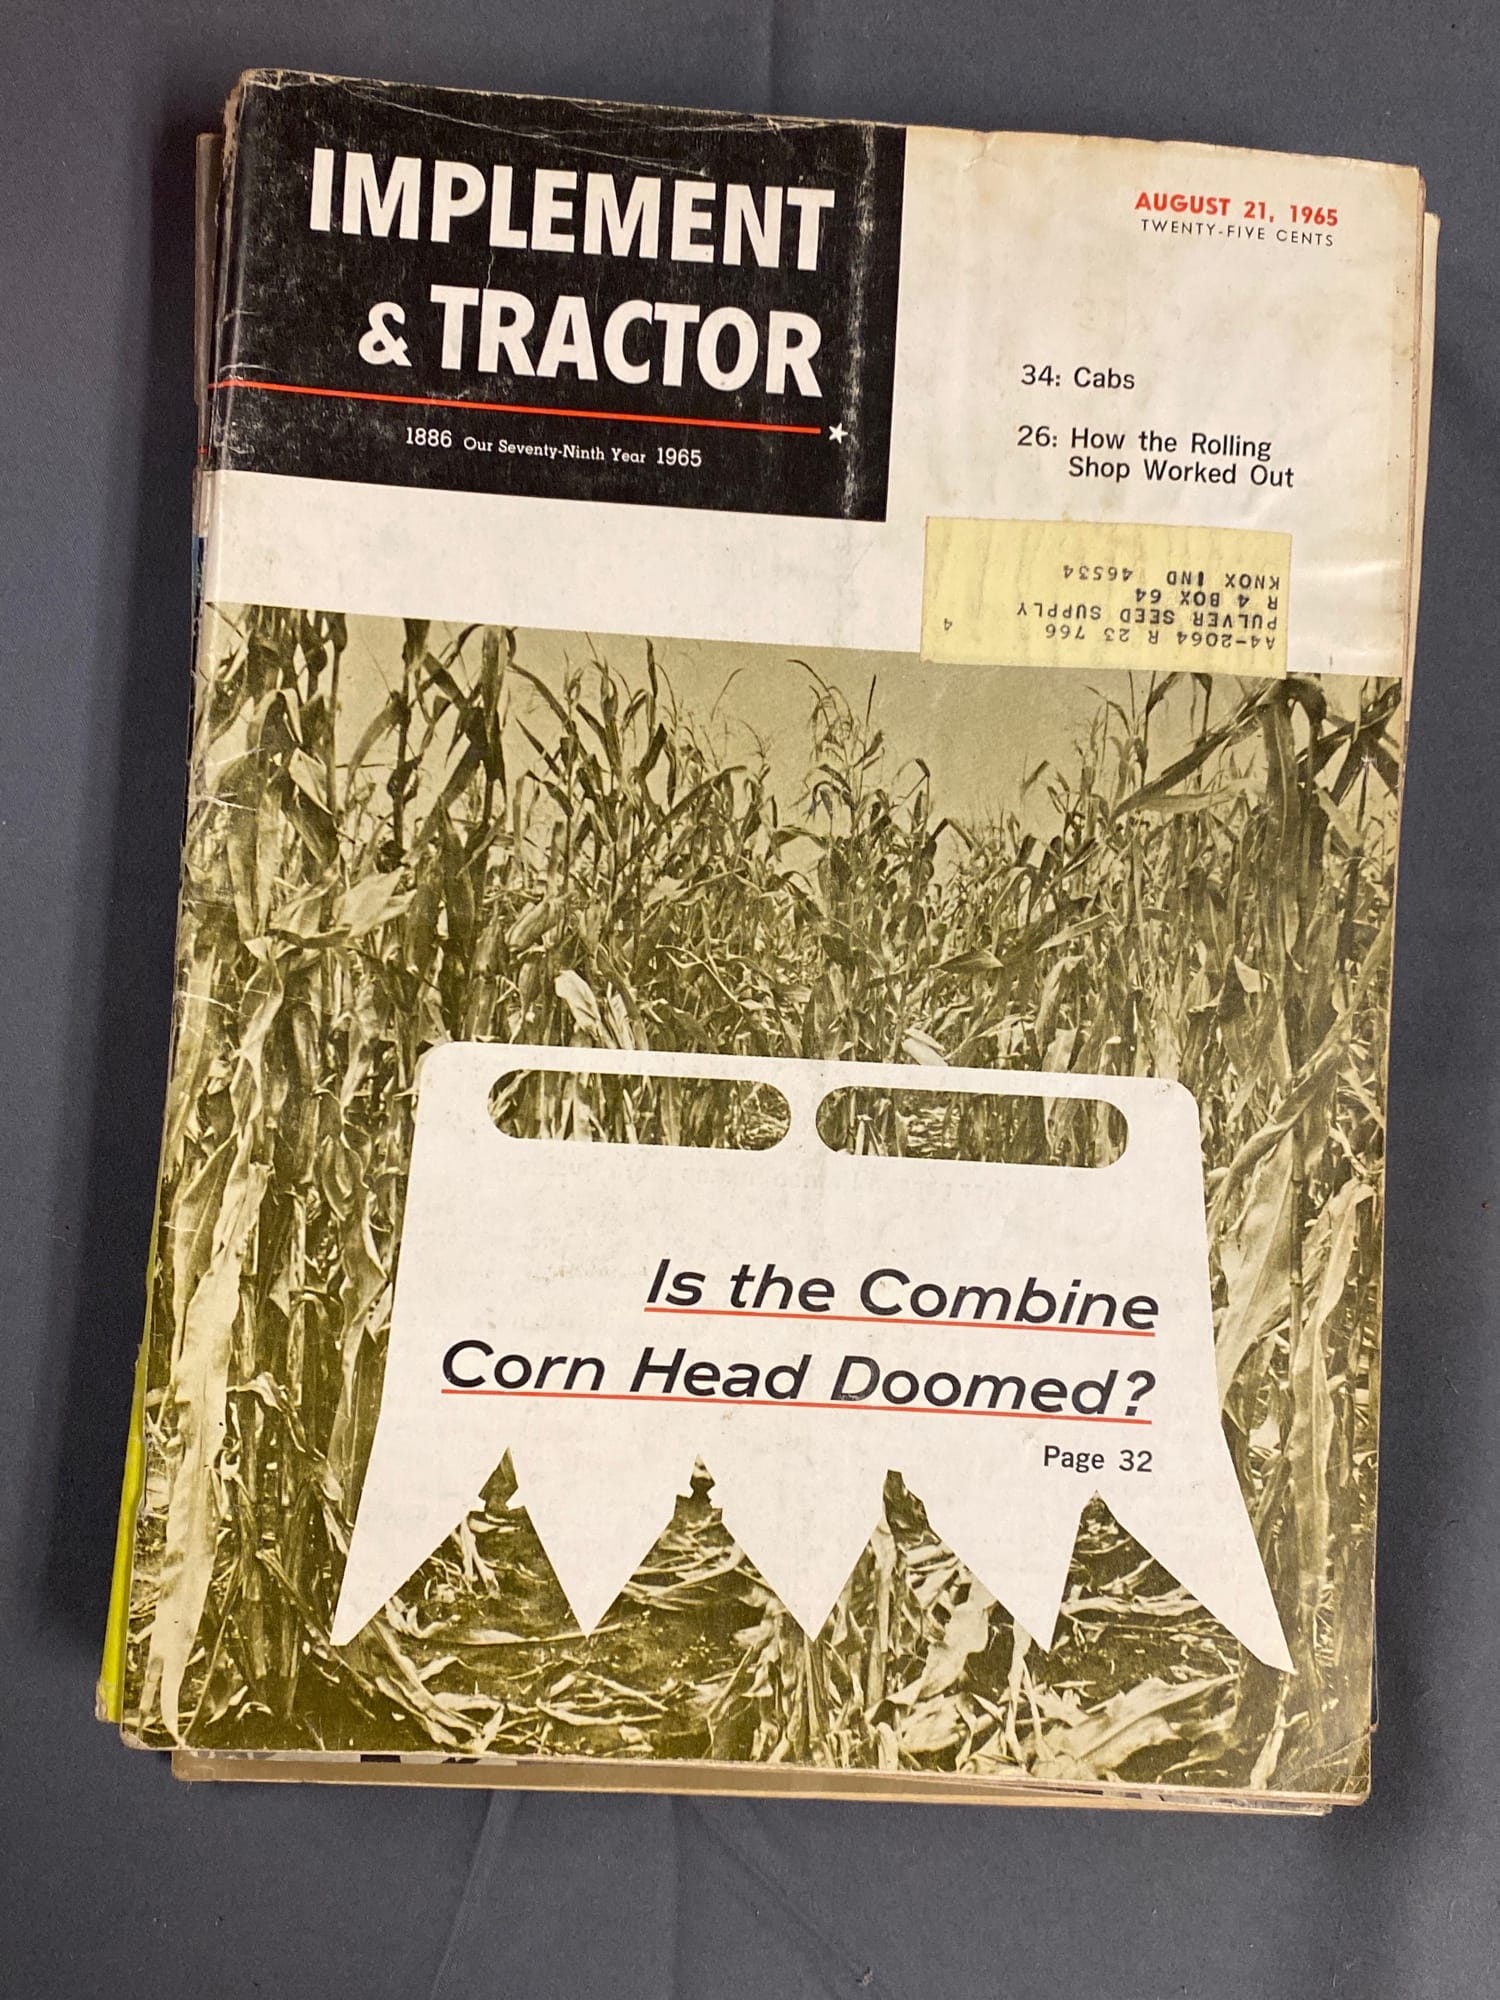 IMPLEMENT
& TRACTOR
1886 Our Seventy-Ninth Year 1965
AUGUST 21, 1965
TWENTY-FIVE CENTS
34: Cabs
26: How the Rolling
Shop Worked Out
A4-2064 R 23 766
PULVER SEED SUPPLY 4
R 4 BOX 64
KNOX IND 46534
Is the Combine
Corn Head Doomed?
Page 32